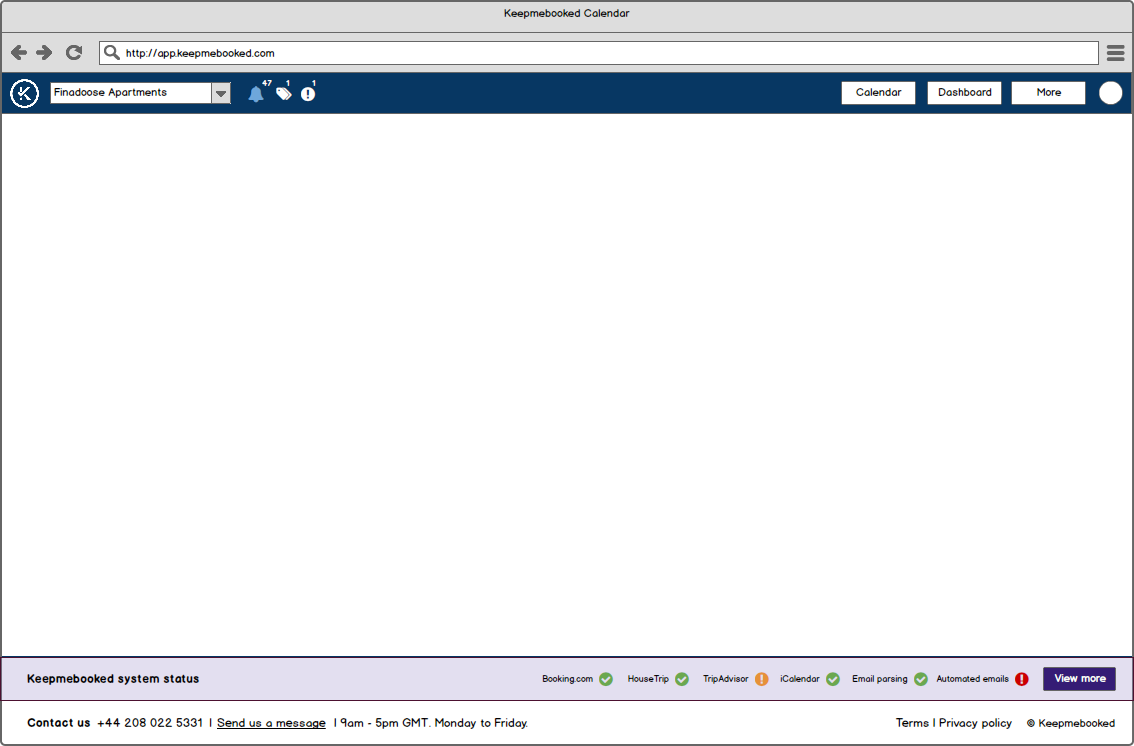 Keepmebooked Calendar
http://app.keepmebooked.com
Finadoose Apartments 47 1 1 Calendar Dashboard More
Keepmebooked system status Booking.com HouseTrip TripAdvisor iCalendar Email parsing Automated emails View more
Contact us +44 208 022 5331 | Send us a message | 9am - 5pm GMT. Monday to Friday. Terms | Privacy policy © Keepmebooked